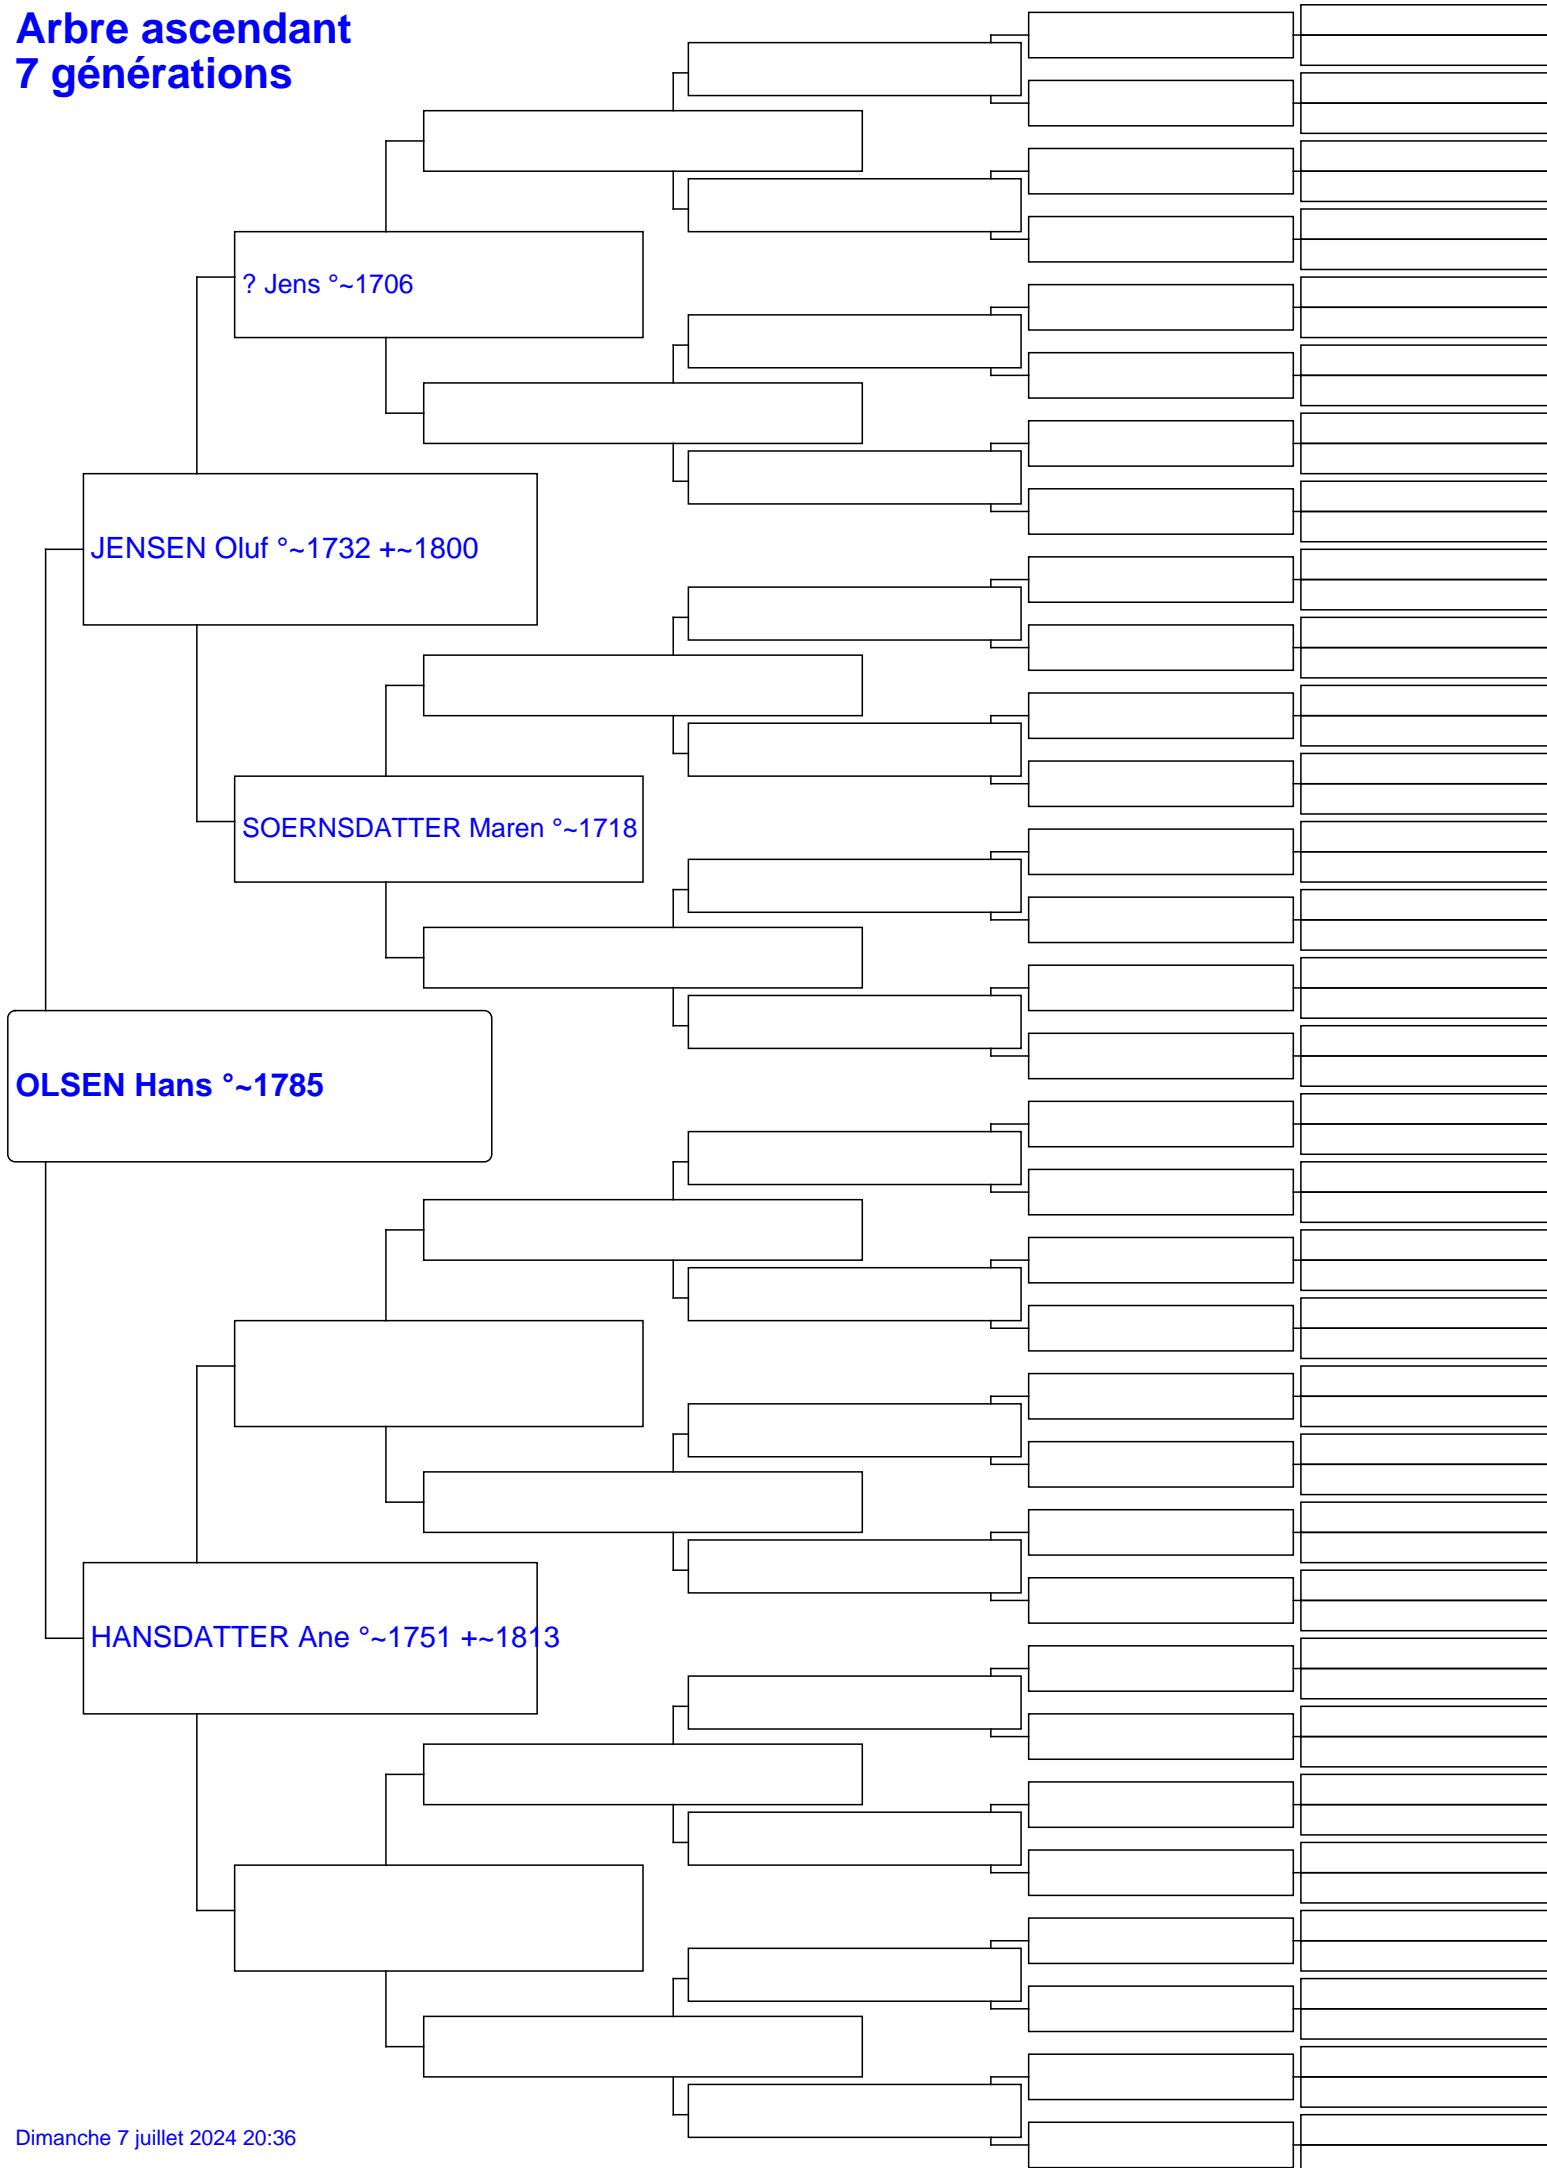 Arbre ascendant
7 générations
? Jens °~1706
JENSEN Oluf °~1732 +~1800
SOERNSDATTER Maren °~1718
OLSEN Hans °~1785
HANSDATTER Ane °~1751 +~1813
Dimanche 7 juillet 2024 20:36